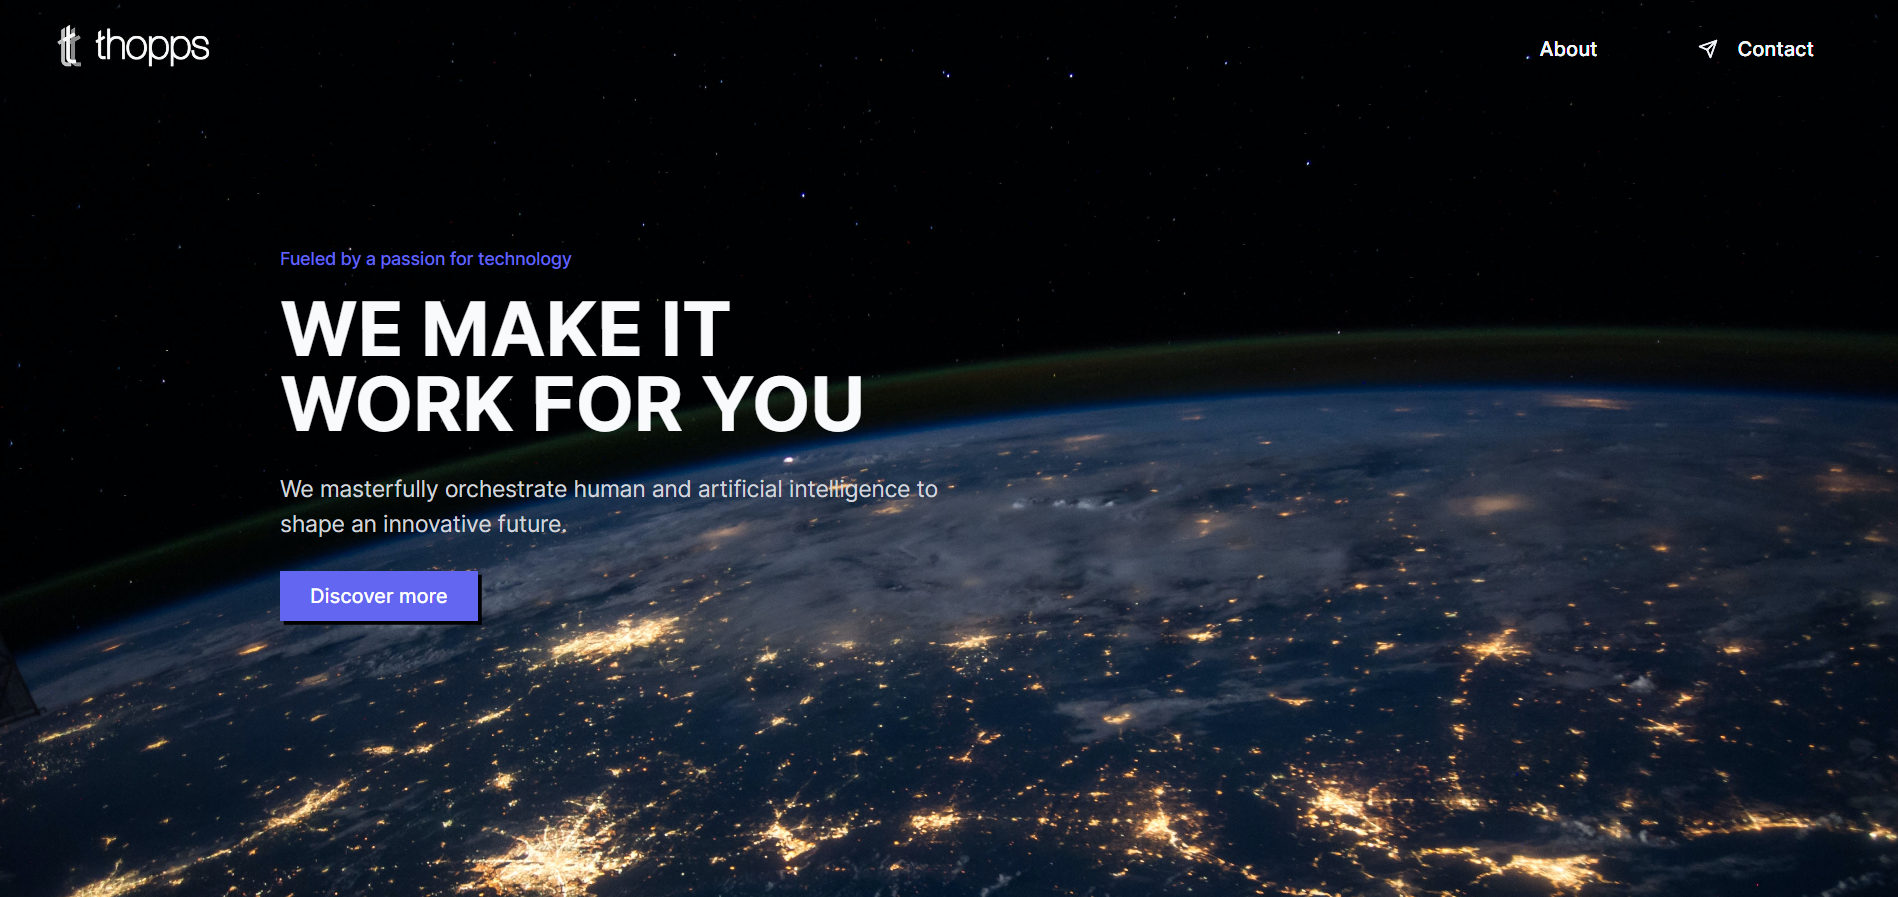 thopps
About
Contact
Fueled by a passion for technology
WE MAKE IT
WORK FOR YOU
We masterfully orchestrate human and artificial intelligence to
shape an innovative future.
Discover more